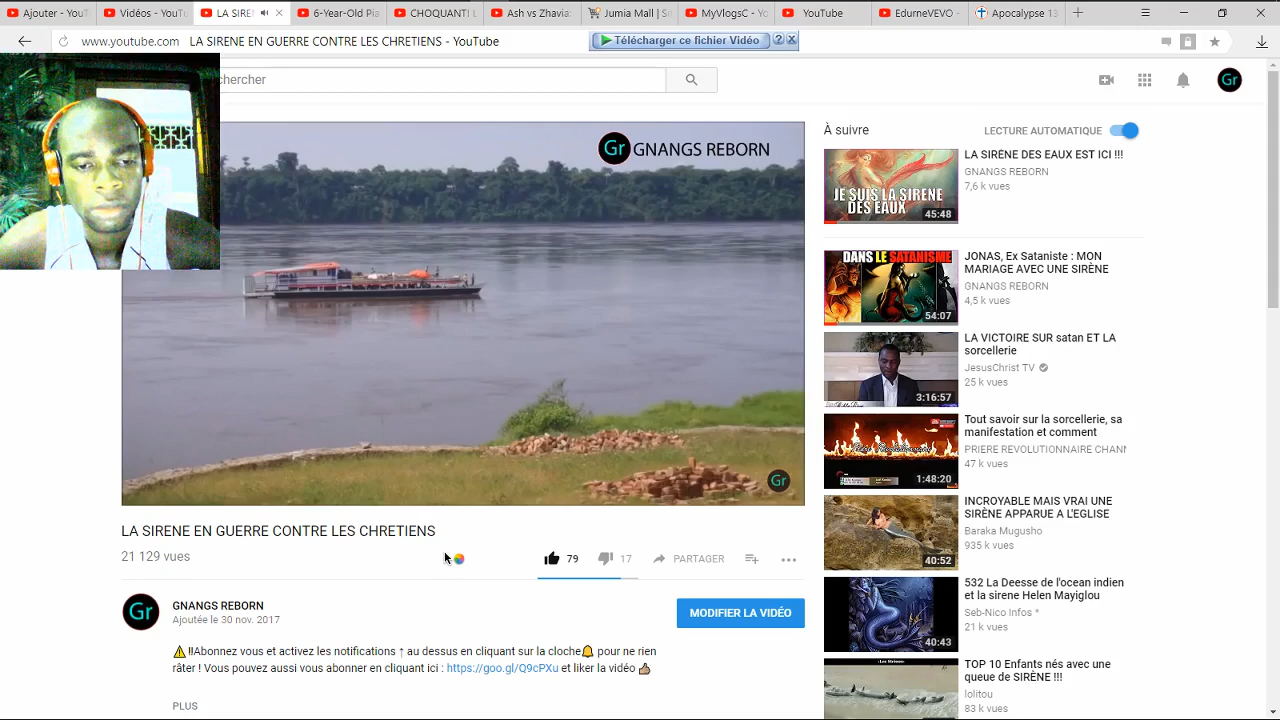 Ajouter - YouT
Vidéos - YouTu
LA SIRE
6-Year-Old Pia
CHOC
Jumia Mall | Si
YouTube
EdurneVEVO -
Apocalypse 13
www.youtube.com LA SIRENE EN GUERRE CONTRE LES CHRETIENS - YouTube
Télécharger ce fichier Vidéo
?
X
chercher
Gr
Gr GNANGS REBORN
Gr
LA SIRENE EN GUERRE CONTRE LES CHRETIENS
21 129 vues
79
17
PARTAGER
Gr
GNANGS REBORN
Ajoutée le 30 nov. 2017
MODIFIER LA VIDÉO
!!Abonnez-vous et activez les notifications ↑ au dessus en cliquant sur la cloche pour ne rien
râter ! Vous pouvez aussi vous abonner en cliquant ici : https://goo.gl/Q9cPXu et liker la vidéo
PLUS
À suivre
LECTURE AUTOMATIQUE
JE SUIS LA SIRENE
DES EAUX
45:48
LA SIRÈNE DES EAUX EST ICI !!!
GNANGS REBORN
7,6 k vues
DANS LE SATANISME
54:07
JONAS, Ex Sataniste : MON
MARIAGE AVEC UNE SIRÈNE
GNANGS REBORN
4,5 k vues
3:16:57
LA VICTOIRE SUR satan ET LA
sorcellerie
JesusChrist TV
25 k vues
1:48:20
Tout savoir sur la sorcellerie, sa
manifestation et comment
PRIERE REVOLUTIONNAIRE CHANN
47 k vues
40:52
INCROYABLE MAIS VRAI UNE
SIRÈNE APPARUE A L'EGLISE
Baraka Mugusho
935 k vues
40:43
532 La Deesse de l'ocean indien
et la sirene Helen Mayiglou
Seb-Nico Infos *
21 k vues
TOP 10 Enfants nés avec une
queue de SIRÈNE !!!
lolitou
83 k vues